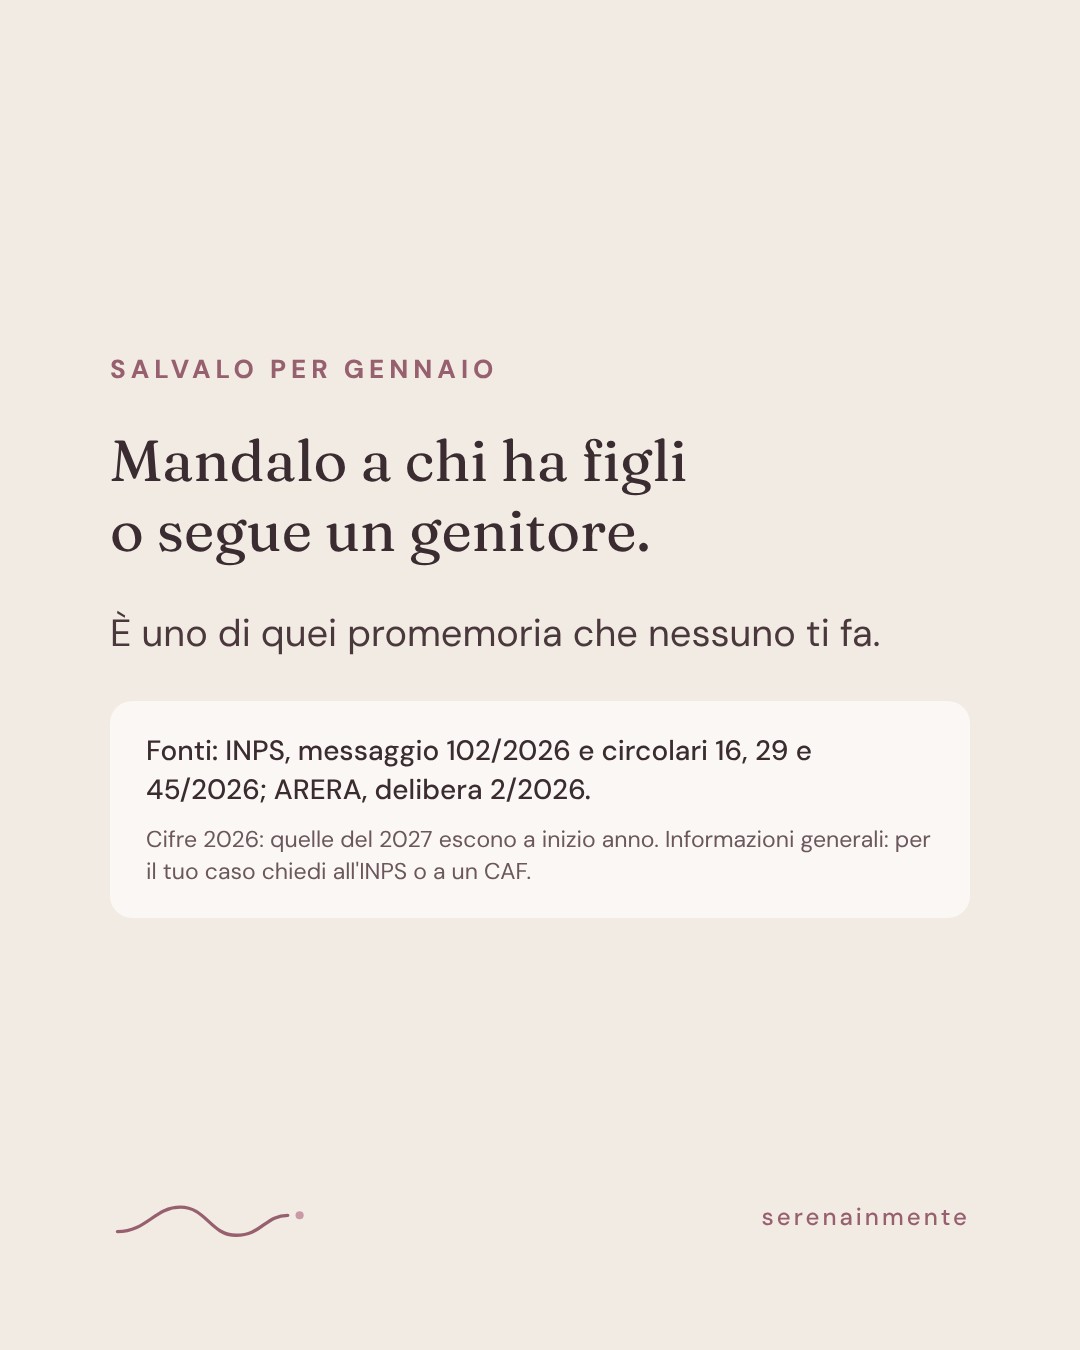 SALVALO PER GENNAIO
Mandalo a chi ha figli
o segue un genitore.
È uno di quei promemoria che nessuno ti fa.
Fonti: INPS, messaggio 102/2026 e circolari 16, 29 e
45/2026; ARERA, delibera 2/2026.
Cifre 2026: quelle del 2027 escono a inizio anno. Informazioni generali: per
il tuo caso chiedi all'INPS o a un CAF.
serenainmente